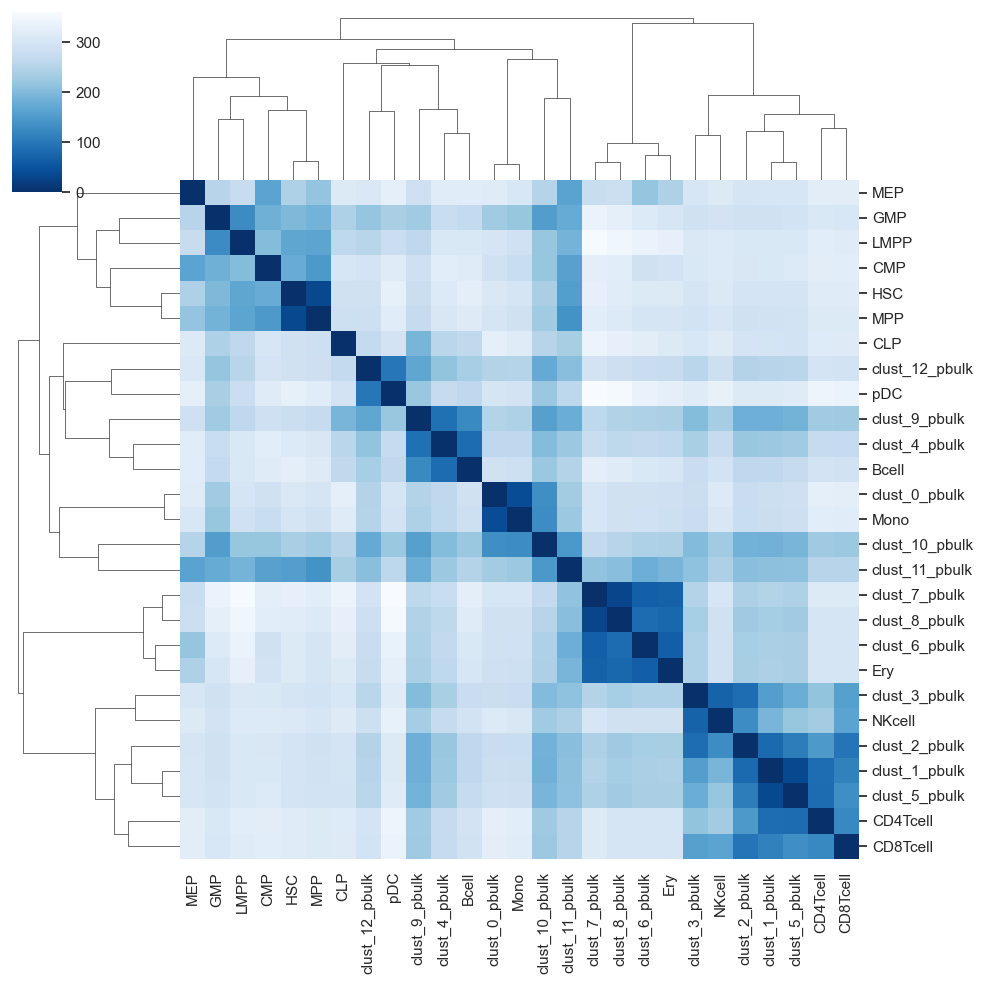 300
200
100
0
MEP
GMP
LMPP
CMP
HSC
MPP
CLP
clust_12_pbulk
pDC
clust_9_pbulk
clust_4_pbulk
Bcell
clust_0_pbulk
Mono
clust_10_pbulk
clust_11_pbulk
clust_7_pbulk
clust_8_pbulk
clust_6_pbulk
Ery
clust_3_pbulk
NKcell
clust_2_pbulk
clust_1_pbulk
clust_5_pbulk
CD4Tcell
CD8Tcell
MEP
GMP
LMPP
CMP
HSC
MPP
CLP
clust_12_pbulk
pDC
clust_9_pbulk
clust_4_pbulk
Bcell
clust_0_pbulk
Mono
clust_10_pbulk
clust_11_pbulk
clust_7_pbulk
clust_8_pbulk
clust_6_pbulk
Ery
clust_3_pbulk
NKcell
clust_2_pbulk
clust_1_pbulk
clust_5_pbulk
CD4Tcell
CD8Tcell